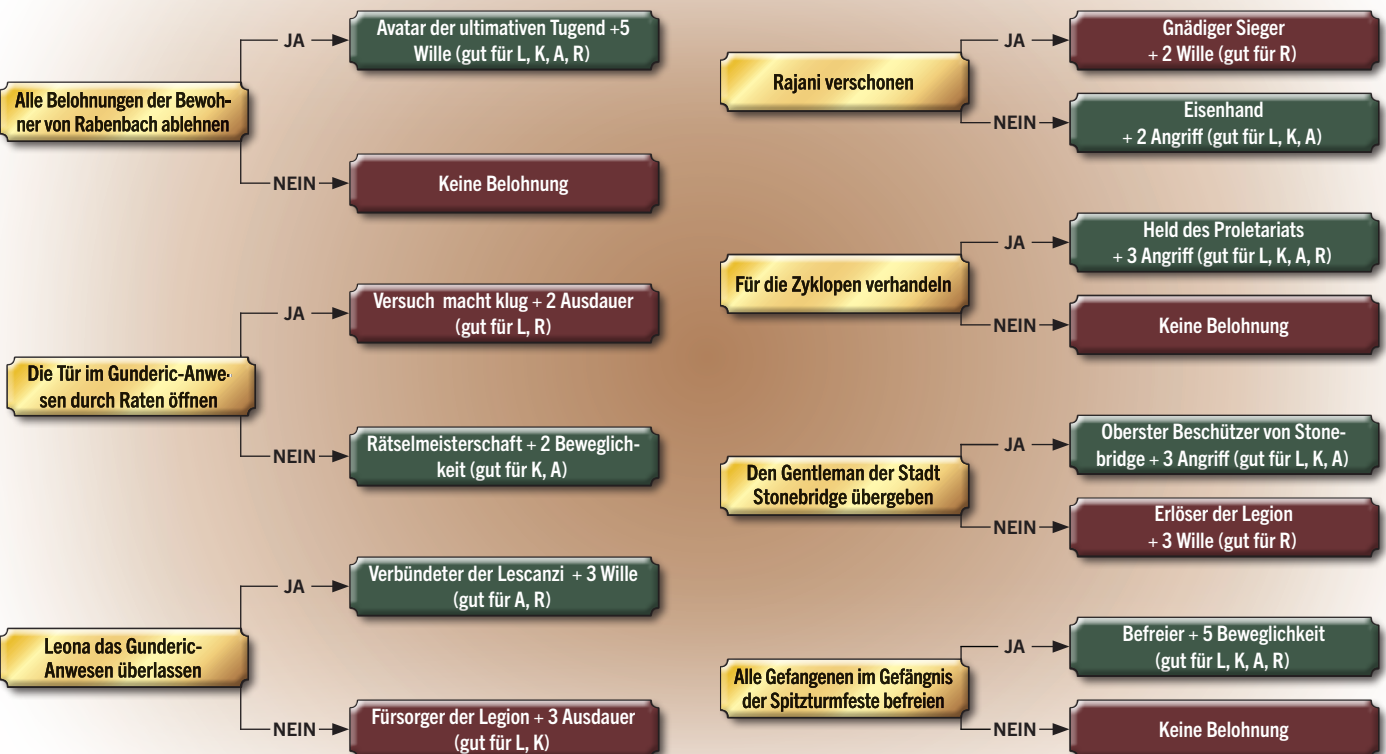 JA
Avatar der ultimativen Tugend +5
Wille (gut für L, K, A, R)
Alle Belohnungen der Bewoh-
ner von Rabenbach ablehnen
NEIN
Keine Belohnung
JA
Versuch macht klug + 2 Ausdauer
(gut für L, R)
Die Tür im Gunderic-Anwe-
sen durch Raten öffnen
NEIN
Rätselmeisterschaft + 2 Beweglich-
keit (gut für K, A)
JA
Verbündeter der Lescanzi + 3 Wille
(gut für A, R)
Leona das Gunderic-
Anwesen überlassen
NEIN
Fürsorger der Legion + 3 Ausdauer
(gut für L, K)
JA
Gnädiger Sieger
+ 2 Wille (gut für R)
Rajani verschonen
NEIN
Eisenhand
+ 2 Angriff (gut für L, K, A)
JA
Held des Proletariats
+ 3 Angriff (gut für L, K, A, R)
Für die Zyklopen verhandeln
NEIN
Keine Belohnung
JA
Oberster Beschützer von Stone-
bridge + 3 Angriff (gut für L, K, A)
Den Gentleman der Stadt
Stonebridge übergeben
NEIN
Erlöser der Legion
+ 3 Wille (gut für R)
JA
Befreier + 5 Beweglichkeit
(gut für L, K, A, R)
Alle Gefangenen im Gefängnis
der Spitzturmfeste befreien
NEIN
Keine Belohnung